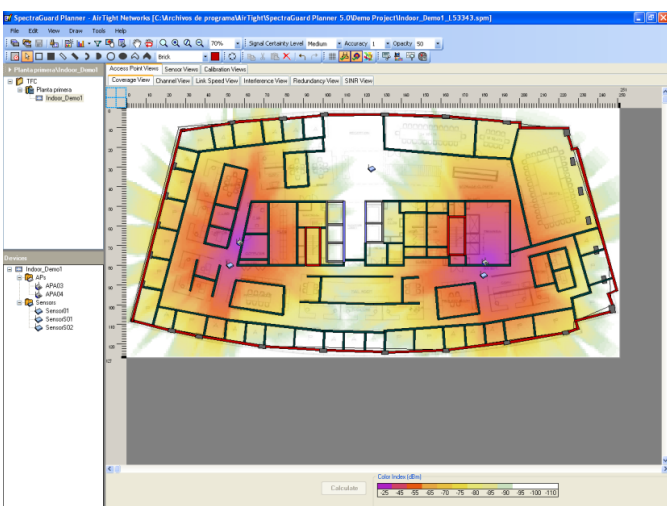 SpectraGuard Planner - AirTight Networks [C:\Archivos de programa\AirTight\SpectraGuard Planner 5.0\Demo Project\Indoor_Demo1_153343.spm]
File Edit View Draw Tools Help
70% Signal Certainty Level Medium Accuracy 1 Opacity 50
Brick
Planta primera\Indoor_Demo1
Access Point Views Sensor Views Calibration Views
Coverage View Channel View Link Speed View Interference View Redundancy View SINR View
TFC
Planta primera
Indoor_Demo1
Devices
Indoor_Demo1
APs
APA03
APA04
Sensors
Sensor01
SensorS01
SensorS02
Calculate
Color Index (dBm)
-25 -45 -55 -65 -70 -75 -80 -85 -90 -95 -100 -110